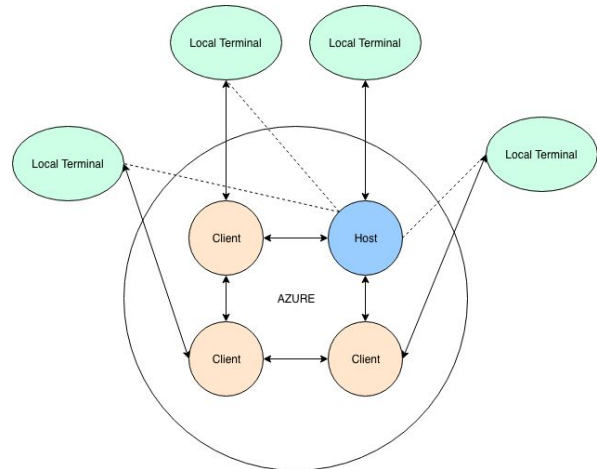 Local Terminal
Local Terminal
Local Terminal
Local Terminal
Client
Host
AZURE
Client
Client